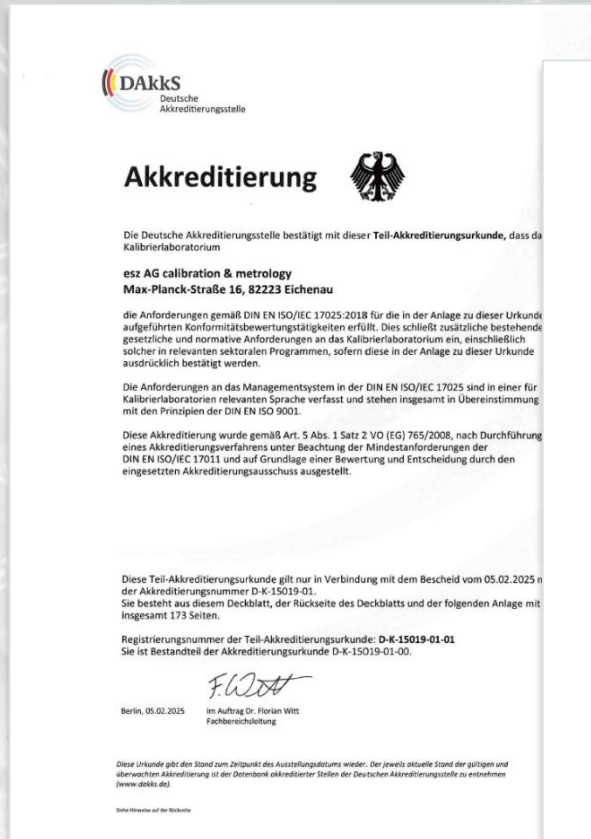 DAkkS
Deutsche
Akkreditierungsstelle
Akkreditierung
Die Deutsche Akkreditierungsstelle bestätigt mit dieser Teil-Akkreditierungsurkunde, dass da
Kalibrierlaboratorium
esz AG calibration & metrology
Max-Planck-Straße 16, 82223 Eichenau
die Anforderungen gemäß DIN EN ISO/IEC 17025:2018 für die in der Anlage zu dieser Urkunde
aufgeführten Konformitätsbewertungstätigkeiten erfüllt. Dies schließt zusätzliche bestehende
gesetzliche und normative Anforderungen an das Kalibrierlaboratorium ein, einschließlich
solcher in relevanten sektoralen Programmen, sofern diese in der Anlage zu dieser Urkunde
ausdrücklich bestätigt werden.
Die Anforderungen an das Managementsystem in der DIN EN ISO/IEC 17025 sind in einer für
Kalibrierlaboratorien relevanten Sprache verfasst und stehen insgesamt in Übereinstimmung
mit den Prinzipien der DIN EN ISO 9001.
Diese Akkreditierung wurde gemäß Art. 5 Abs. 1 Satz 2 VO (EG) 765/2008, nach Durchführung
eines Akkreditierungsverfahrens unter Beachtung der Mindestanforderungen der
DIN EN ISO/IEC 17011 und auf Grundlage einer Bewertung und Entscheidung durch den
eingesetzten Akkreditierungsausschuss ausgestellt.
Diese Teil-Akkreditierungsurkunde gilt nur in Verbindung mit dem Bescheid vom 05.02.2025 m
der Akkreditierungsnummer D-K-15019-01.
Sie besteht aus diesem Deckblatt, der Rückseite des Deckblatts und der folgenden Anlage mit
insgesamt 173 Seiten.
Registrierungsnummer der Teil-Akkreditierungsurkunde: D-K-15019-01-01
Sie ist Bestandteil der Akkreditierungsurkunde D-K-15019-01-00.
F. Witt
Berlin, 05.02.2025 im Auftrag Dr. Florian Witt
Fachbereichsleitung
Diese Urkunde gibt den Stand zum Zeitpunkt des Ausstellungsdatums wieder. Der jeweils aktuelle Stand der gültigen und
überwachten Akkreditierung ist der Datenbank akkreditierter Stellen der Deutschen Akkreditierungsstelle zu entnehmen
(www.dakks.de).
Siehe Hinweise auf der Rückseite